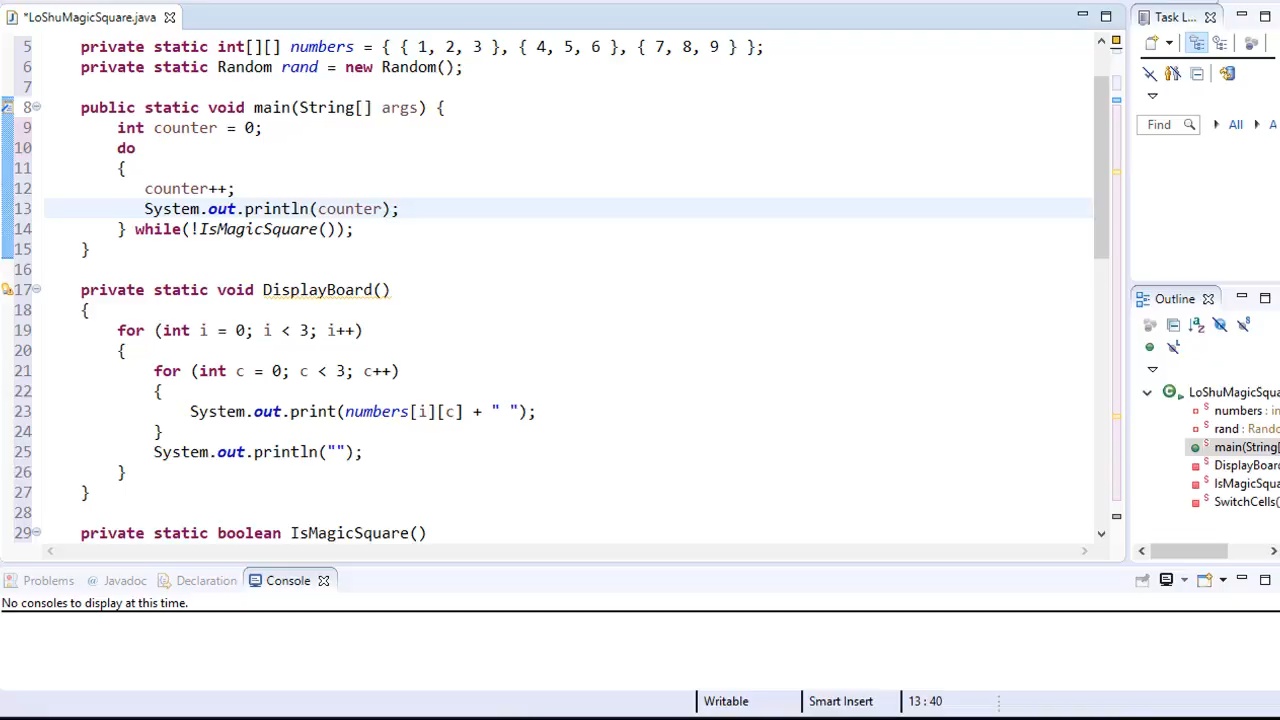 *LoShuMagicSquare.java
Task L...
5 private static int[][] numbers = { { 1, 2, 3 }, { 4, 5, 6 }, { 7, 8, 9 } };
6 private static Random rand = new Random();
7
8 public static void main(String[] args) {
9 int counter = 0;
10 do
11 {
12 counter++;
13 System.out.println(counter);
14 } while(!IsMagicSquare());
15 }
16
17 private static void DisplayBoard()
18 {
19 for (int i = 0; i < 3; i++)
20 {
21 for (int c = 0; c < 3; c++)
22 {
23 System.out.print(numbers[i][c] + " ");
24 }
25 System.out.println("");
26 }
27 }
28
29 private static boolean IsMagicSquare()
Find All A
Outline
LoShuMagicSqua
numbers : in
rand : Rando
main(String[
DisplayBoard
IsMagicSqua
SwitchCells(
Problems @ Javadoc Declaration Console
No consoles to display at this time.
Writable Smart Insert 13 : 40